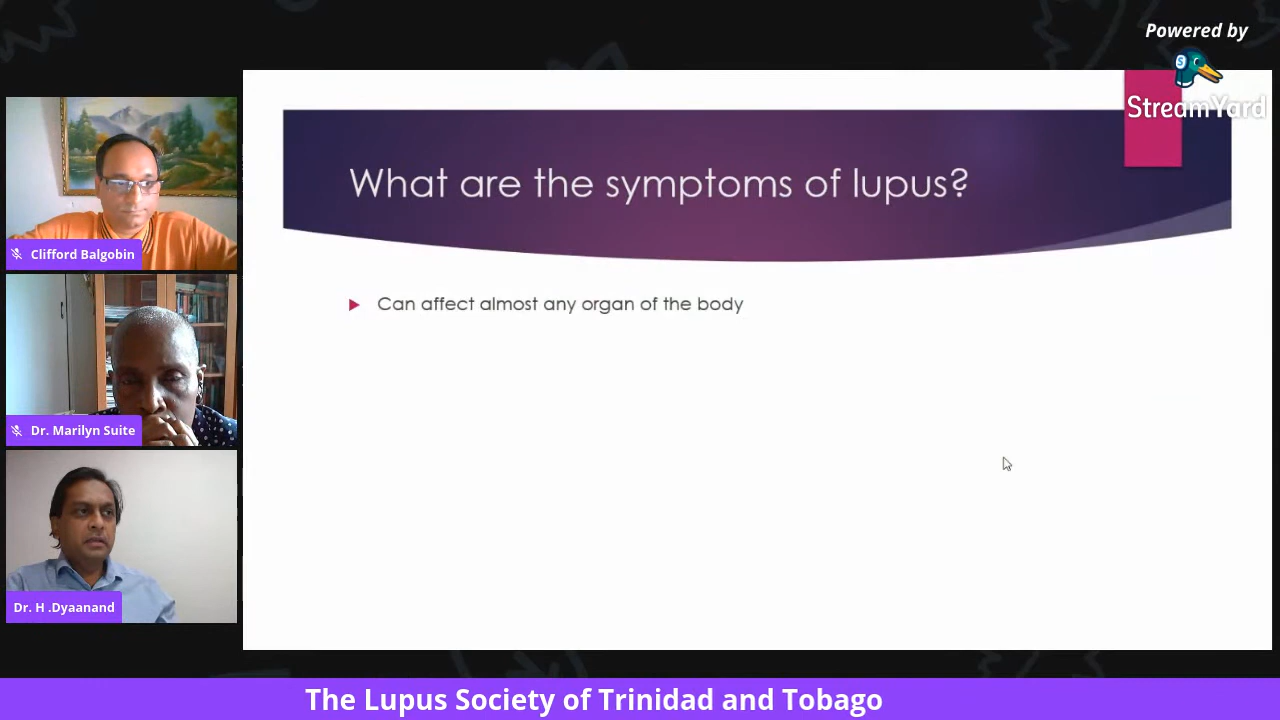 Powered by
StreamYard
What are the symptoms of lupus?
Can affect almost any organ of the body
Clifford Balgobin
Dr. Marilyn Suite
Dr. H .Dyaanand
The Lupus Society of Trinidad and Tobago